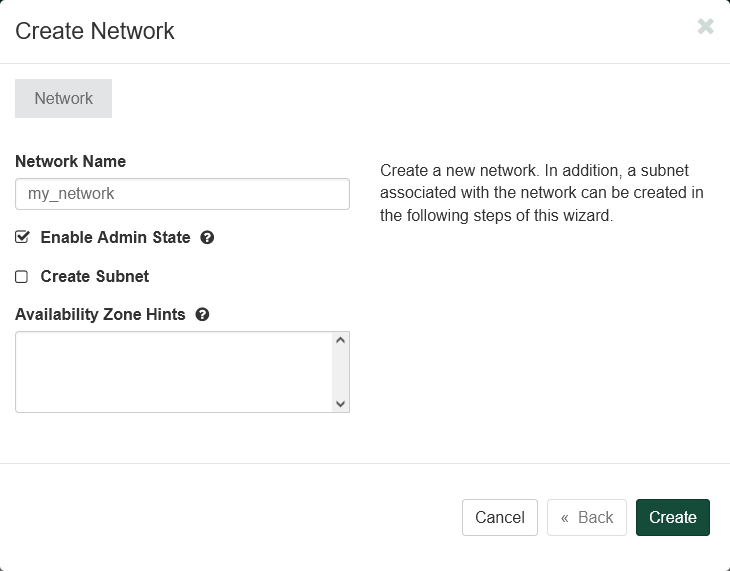 Create Network
Network
Network Name
my_network
Create a new network. In addition, a subnet
associated with the network can be created in
the following steps of this wizard.
Enable Admin State
Create Subnet
Availability Zone Hints
Cancel
« Back
Create